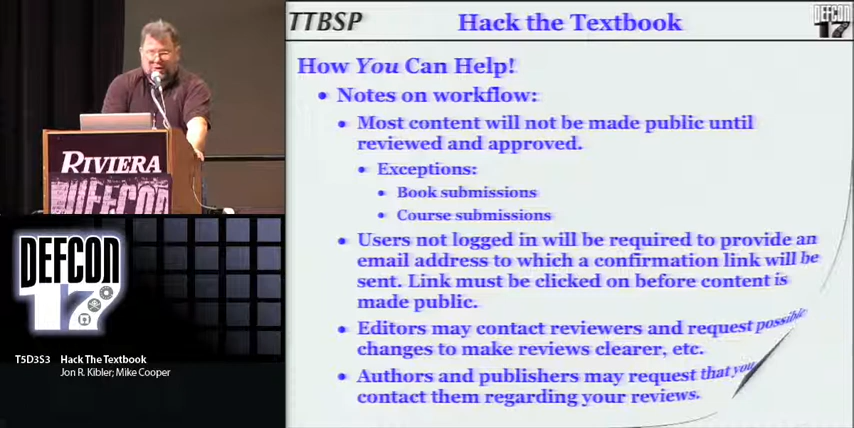 TTBSP
Hack the Textbook
DEFCON
17
How You Can Help!
• Notes on workflow:
• Most content will not be made public until
reviewed and approved.
• Exceptions:
• Book submissions
• Course submissions
• Users not logged in will be required to provide an
email address to which a confirmation link will be
sent. Link must be clicked on before content is
made public.
• Editors may contact reviewers and request possible
changes to make reviews clearer, etc.
• Authors and publishers may request that you
contact them regarding your reviews.
RIVIERA
DEFCON
DEFCON
17
T5D3S3 Hack The Textbook
Jon R. Kibler; Mike Cooper